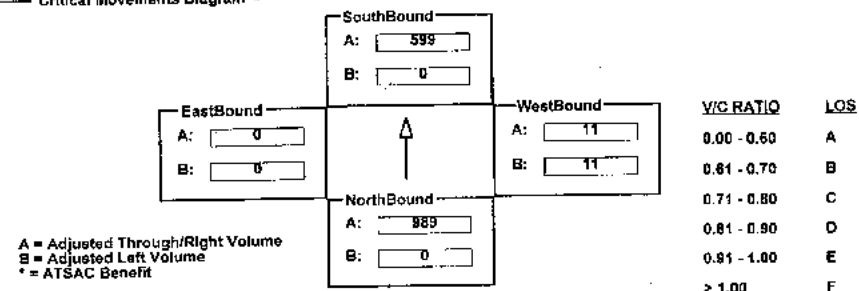 Critical Movements Diagram
SouthBound
A: 599
B: 0
EastBound
A: 0
B: 0
WestBound
A: 11
B: 11
NorthBound
A: 989
B: 0
A = Adjusted Through/Right Volume
B = Adjusted Left Volume
* = ATSAC Benefit
V/C RATIO LOS
0.00 - 0.60 A
0.61 - 0.70 B
0.71 - 0.80 C
0.81 - 0.90 D
0.91 - 1.00 E
> 1.00 F